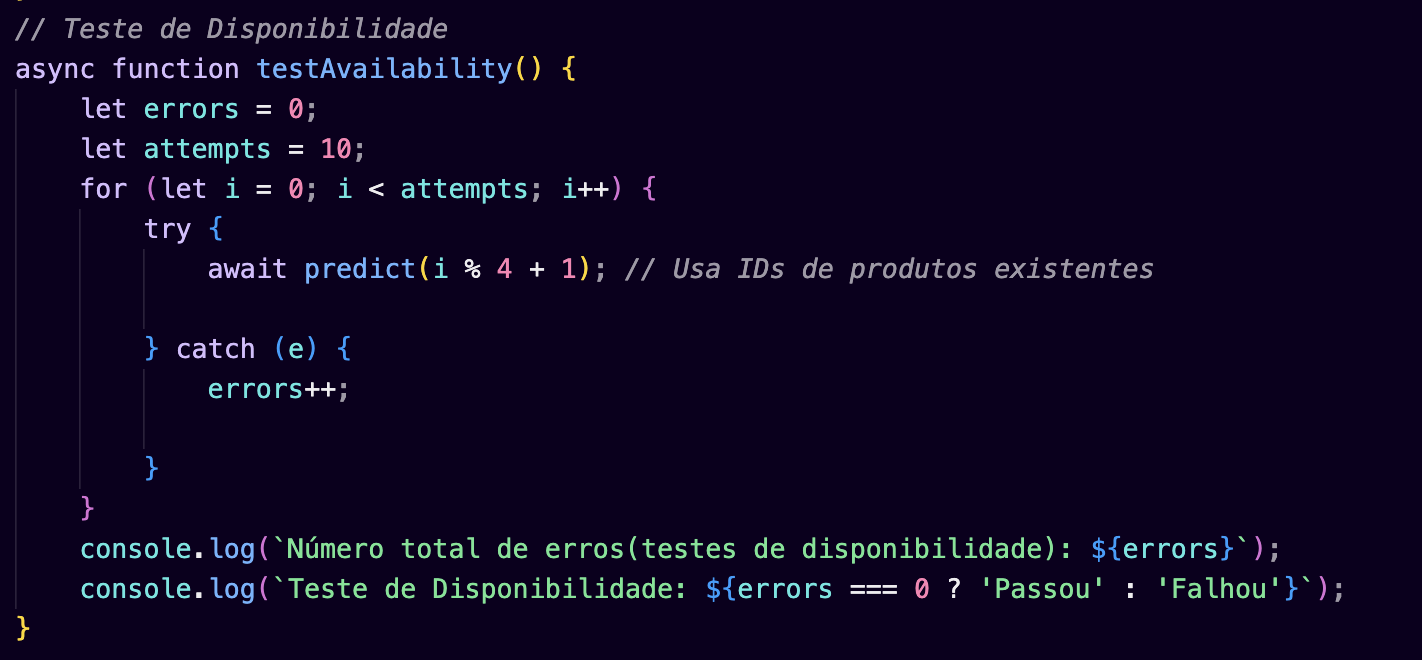 // Teste de Disponibilidade
async function testAvailability() {
    let errors = 0;
    let attempts = 10;
    for (let i = 0; i < attempts; i++) {
        try {
            await predict(i % 4 + 1); // Usa IDs de produtos existentes

        } catch (e) {
            errors++;

        }
    }
    console.log(`Número total de erros(testes de disponibilidade): ${errors}`);
    console.log(`Teste de Disponibilidade: ${errors === 0 ? 'Passou' : 'Falhou'}`);
}